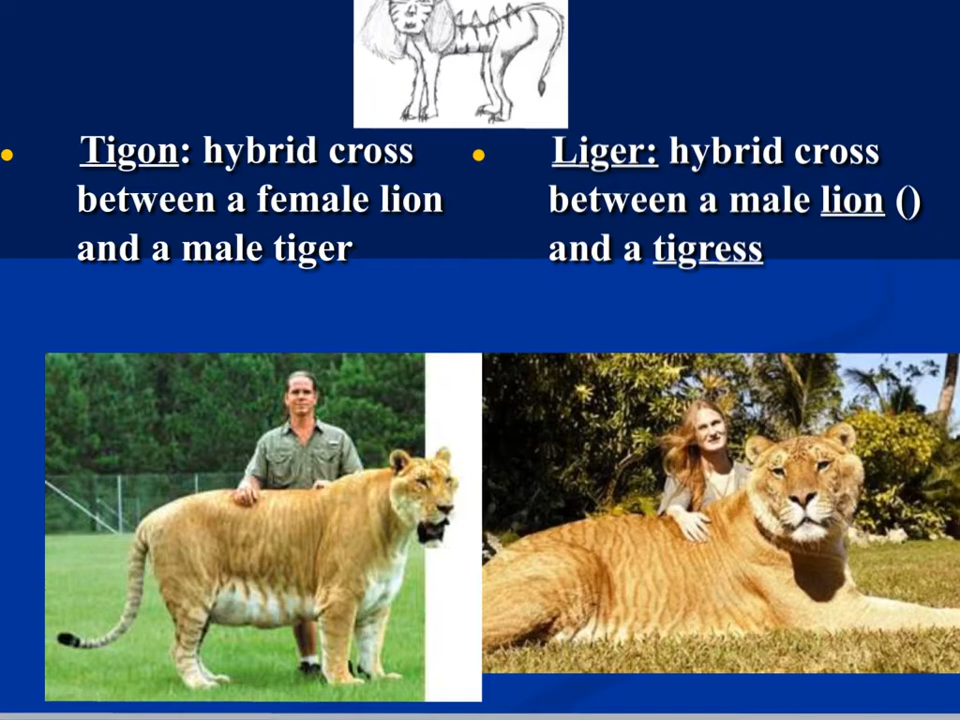 Tigon: hybrid cross
between a female lion
and a male tiger
Liger: hybrid cross
between a male lion ()
and a tigress